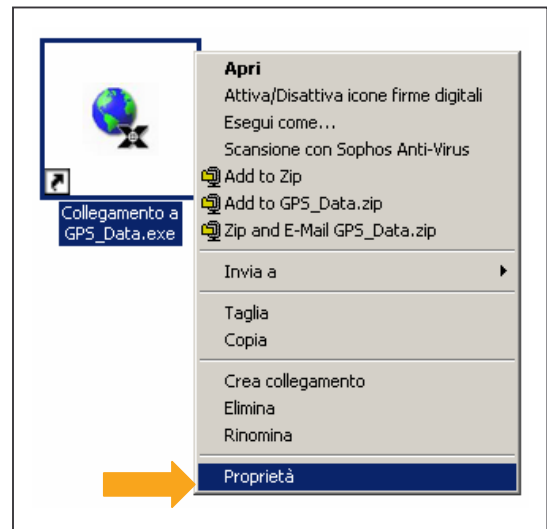 Collegamento a
GPS_Data.exe
Apri
Attiva/Disattiva icone firme digitali
Esegui come...
Scansione con Sophos Anti-Virus
Add to Zip
Add to GPS_Data.zip
Zip and E-Mail GPS_Data.zip
Invia a
Taglia
Copia
Crea collegamento
Elimina
Rinomina
Proprietà